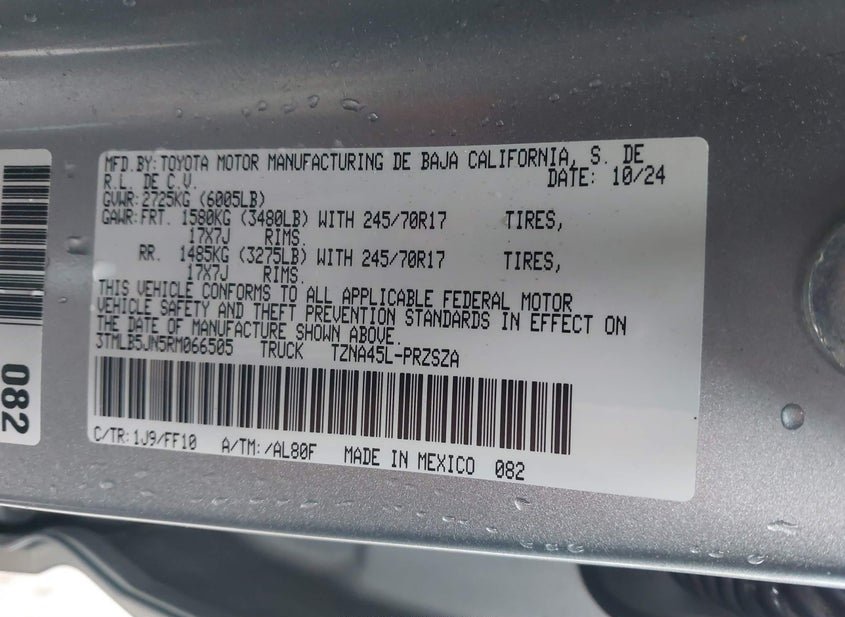 MFD.BY:TOYOTA MOTOR MANUFACTURING DE BAJA CALIFORNIA, S. DE
R.L. DE C.V. DATE: 10/24
GVWR:2725KG (6005LB)
GAWR:FRT. 1580KG (3480LB) WITH 245/70R17 TIRES,
17X7J RIMS.
RR. 1485KG (3275LB) WITH 245/70R17 TIRES,
17X7J RIMS.
THIS VEHICLE CONFORMS TO ALL APPLICABLE FEDERAL MOTOR
VEHICLE SAFETY AND THEFT PREVENTION STANDARDS IN EFFECT ON
THE DATE OF MANUFACTURE SHOWN ABOVE.
3TMLB5JN5RM066505 TRUCK TZNA45L-PRZSZA
C/TR:1J9/FF10 A/TM:/AL80F MADE IN MEXICO 082
082